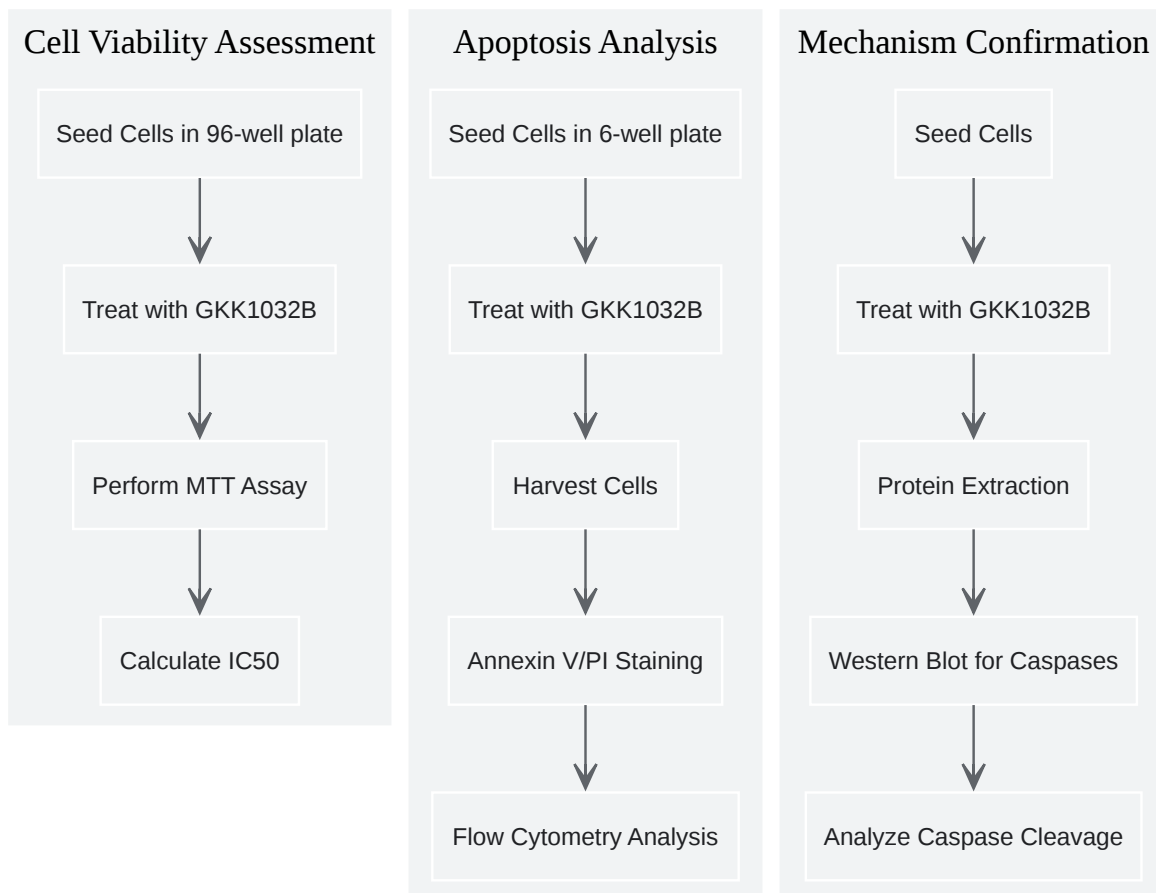 Cell Viability Assessment
Seed Cells in 96-well plate
Treat with GKK1032B
Perform MTT Assay
Calculate IC50
Apoptosis Analysis
Seed Cells in 6-well plate
Treat with GKK1032B
Harvest Cells
Annexin V/PI Staining
Flow Cytometry Analysis
Mechanism Confirmation
Seed Cells
Treat with GKK1032B
Protein Extraction
Western Blot for Caspases
Analyze Caspase Cleavage